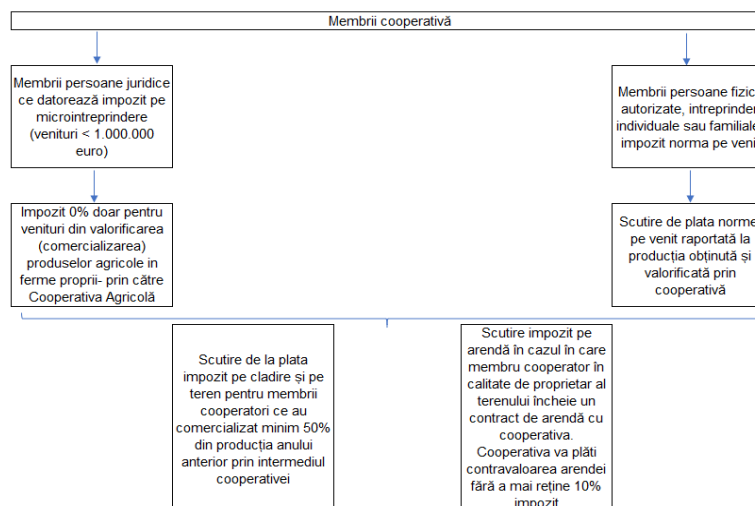 Membrii cooperativă
Membrii persoane juridice
ce datorează impozit pe
microintreprindere
(venituri < 1.000.000
euro)
Membrii persoane fizic
autorizate, intreprinder
individuale sau familiale
impozit norma pe veni
Impozit 0% doar pentru
venituri din valorificarea
(comercializarea)
produselor agricole in
ferme proprii- prin către
Cooperativa Agricolă
Scutire de plata norme
pe venit raportată la
producția obținută și
valorificată prin
cooperativă
Scutire de la plata
impozit pe cladire și pe
teren pentru membrii
cooperatori ce au
comercializat minim 50%
din producția anului
anterior prin intermediul
cooperativei
Scutire impozit pe
arendă în cazul în care
membru cooperator în
calitate de proprietar al
terenului încheie un
contract de arendă cu
cooperativa.
Cooperativa va plăti
contravaloarea arendei
fără a mai reține 10%
impozit